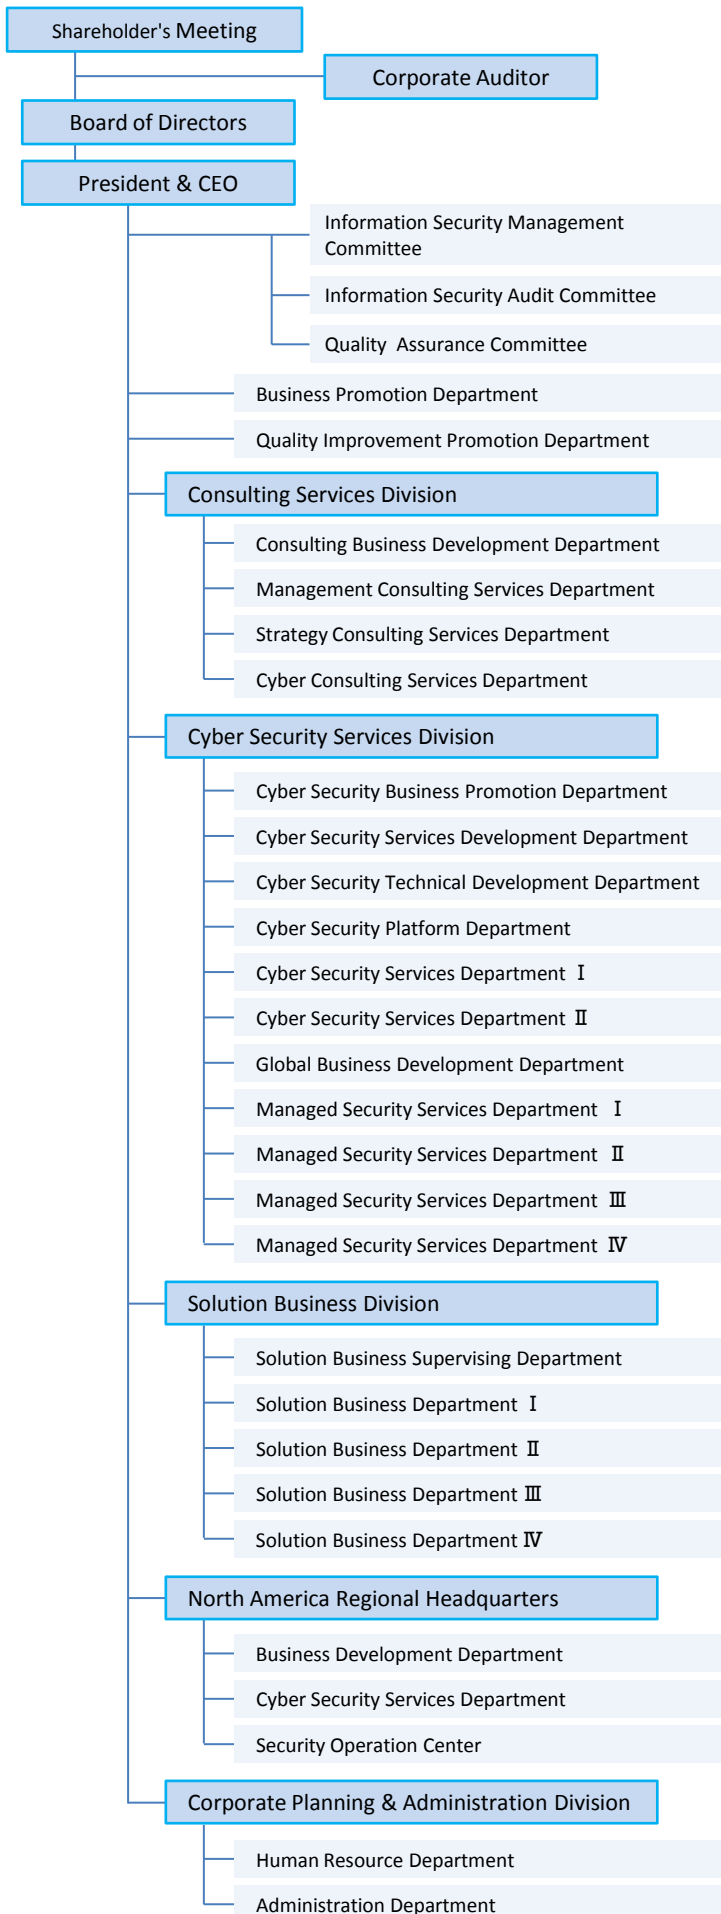 Shareholder's Meeting
Corporate Auditor
Board of Directors
President & CEO
Information Security Management
Committee
Information Security Audit Committee
Quality Assurance Committee
Business Promotion Department
Quality Improvement Promotion Department
Consulting Services Division
Consulting Business Development Department
Management Consulting Services Department
Strategy Consulting Services Department
Cyber Consulting Services Department
Cyber Security Services Division
Cyber Security Business Promotion Department
Cyber Security Services Development Department
Cyber Security Technical Development Department
Cyber Security Platform Department
Cyber Security Services Department Ⅰ
Cyber Security Services Department Ⅱ
Global Business Development Department
Managed Security Services Department Ⅰ
Managed Security Services Department Ⅱ
Managed Security Services Department Ⅲ
Managed Security Services Department Ⅳ
Solution Business Division
Solution Business Supervising Department
Solution Business Department Ⅰ
Solution Business Department Ⅱ
Solution Business Department Ⅲ
Solution Business Department Ⅳ
North America Regional Headquarters
Business Development Department
Cyber Security Services Department
Security Operation Center
Corporate Planning & Administration Division
Human Resource Department
Administration Department